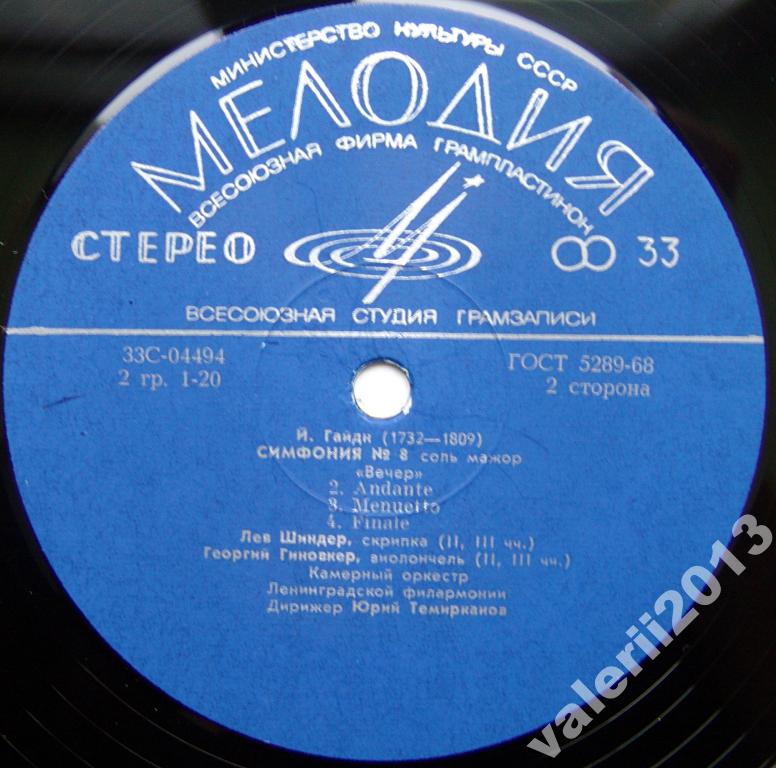 МИНИСТЕРСТВО КУЛЬТУРЫ СССР
МЕЛОДИЯ
ВСЕСОЮЗНАЯ ФИРМА ГРАМПЛАСТИНОК
СТЕРЕО 33
ВСЕСОЮЗНАЯ СТУДИЯ ГРАМЗАПИСИ
33С-04494 ГОСТ 5289-68
2 гр. 1-20 2 сторона
Й. Гайдн (1732—1809)
СИМФОНИЯ № 8 соль мажор
«Вечер»
2. Andante
3. Menuetto
4. Finale
Лев Шиндер, скрипка (II, III чч.)
Георгий Гиновкер, виолончель (II, III чч.)
Камерный оркестр
Ленинградской филармонии
Дирижер Юрий Темирканов
valerii2013